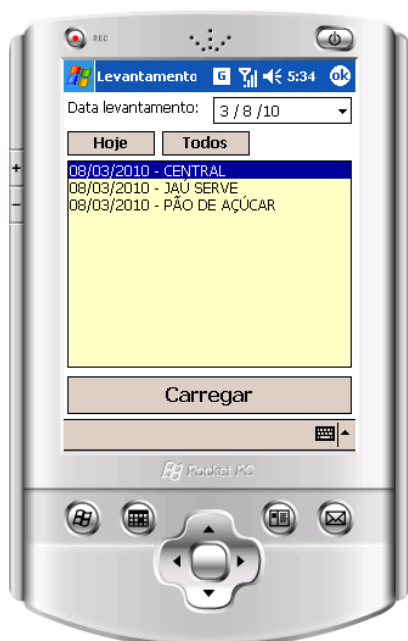 REC
Levantamento G 5:34 ok
Data levantamento: 3 / 8 /10
Hoje Todos
08/03/2010 - CENTRAL
08/03/2010 - JAÚ SERVE
08/03/2010 - PÃO DE AÇÚCAR
+
-
Carregar
Pocket PC